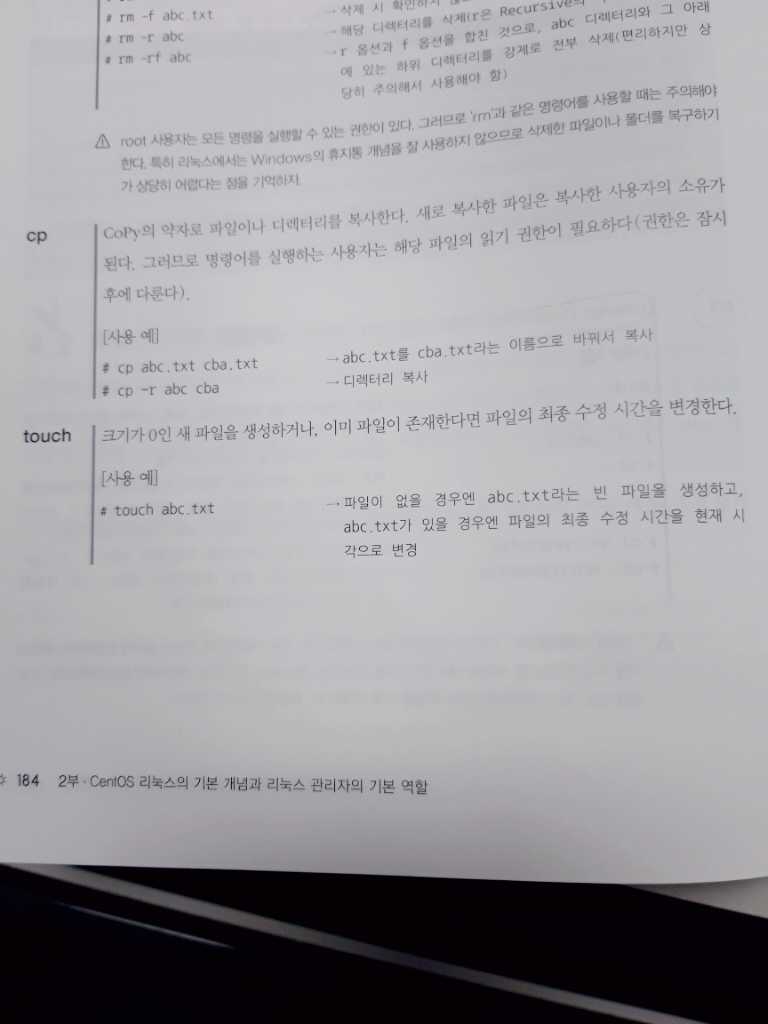 # rm -f abc.txt → 삭제 시 확인하지
# rm -r abc → 해당 디렉터리를 삭제(r은 Recursive의
# rm -rf abc → r 옵션과 f 옵션을 합친 것으로, abc 디렉터리와 그 아래
에 있는 하위 디렉터리를 강제로 전부 삭제(편리하지만 상
당히 주의해서 사용해야 함)
⚠ root 사용자는 모든 명령을 실행할 수 있는 권한이 있다. 그러므로 'rm'과 같은 명령어를 사용할 때는 주의해야
한다. 특히 리눅스에서는 Windows의 휴지통 개념을 잘 사용하지 않으므로 삭제한 파일이나 폴더를 복구하기
가 상당히 어렵다는 점을 기억하자.
cp CoPy의 약자로 파일이나 디렉터리를 복사한다. 새로 복사한 파일은 복사한 사용자의 소유가
된다. 그러므로 명령어를 실행하는 사용자는 해당 파일의 읽기 권한이 필요하다(권한은 잠시
후에 다룬다).
[사용 예]
# cp abc.txt cba.txt → abc.txt를 cba.txt라는 이름으로 바꿔서 복사
# cp -r abc cba → 디렉터리 복사
touch 크기가 0인 새 파일을 생성하거나, 이미 파일이 존재한다면 파일의 최종 수정 시간을 변경한다.
[사용 예]
# touch abc.txt → 파일이 없을 경우엔 abc.txt라는 빈 파일을 생성하고,
abc.txt가 있을 경우엔 파일의 최종 수정 시간을 현재 시
각으로 변경
184 2부 · CentOS 리눅스의 기본 개념과 리눅스 관리자의 기본 역할